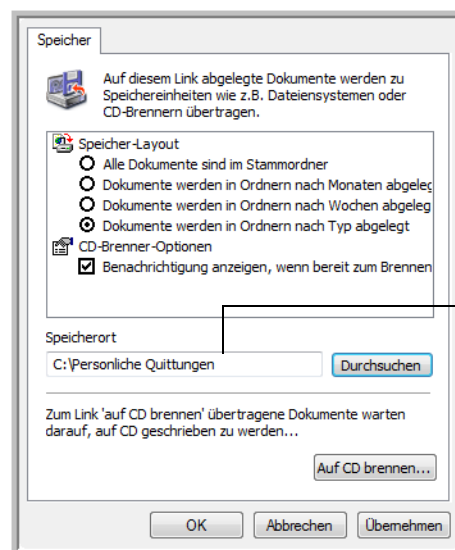 Speicher
Auf diesem Link abgelegte Dokumente werden zu
Speichereinheiten wie z.B. Dateiensystemen oder
CD-Brennern übertragen.
Speicher-Layout
Alle Dokumente sind im Stammordner
Dokumente werden in Ordnern nach Monaten abgeleg
Dokumente werden in Ordnern nach Wochen abgeleg
Dokumente werden in Ordnern nach Typ abgelegt
CD-Brenner-Optionen
Benachrichtigung anzeigen, wenn bereit zum Brennen
Speicherort
C:\Personliche Quittungen
Durchsuchen
Zum Link 'auf CD brennen' übertragene Dokumente warten
darauf, auf CD geschrieben zu werden...
Auf CD brennen...
OK
Abbrechen
Übernehmen